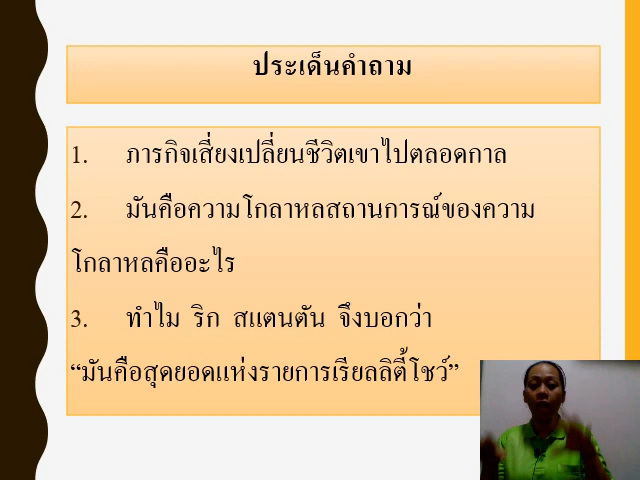 ประเด็นคำถาม
1. ภารกิจเสี่ยงเปลี่ยนชีวิตเขาไปตลอดกาล
2. มันคือความโกลาหลสถานการณ์ของความ
โกลาหลคืออะไร
3. ทำไม ริก สแตนตัน จึงบอกว่า
“มันคือสุดยอดแห่งรายการเรียลลิตี้โชว์”